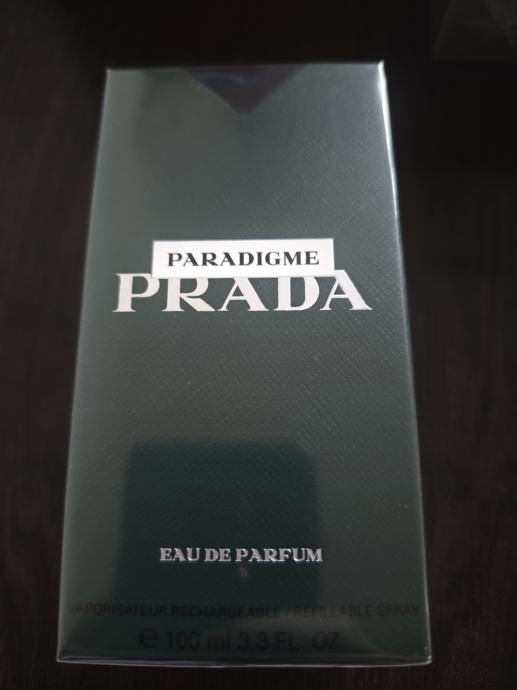 PARADIGME
PRADA
EAU DE PARFUM
VAPORISATEUR RECHARGEABLE / REFILLABLE SPRAY
e 100 ml 3.3 FL. OZ